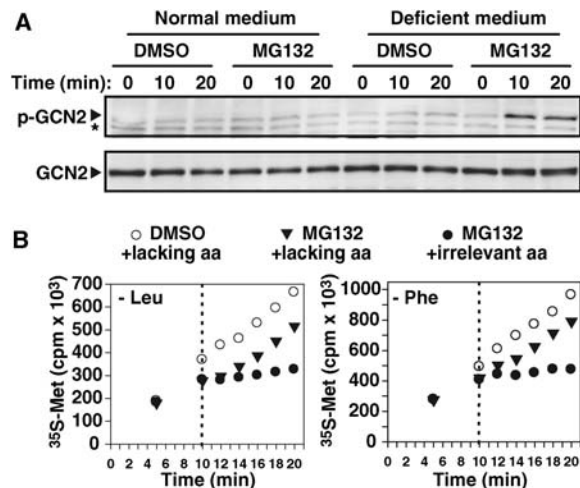 A
Normal medium Deficient medium
DMSO MG132 DMSO MG132
Time (min): 0 10 20 0 10 20 0 10 20 0 10 20
p-GCN2
*
GCN2
B
DMSO MG132 MG132
+lacking aa +lacking aa +irrelevant aa
- Leu
³⁵S-Met (cpm x 10³)
700
600
500
400
300
200
100
0
0 2 4 6 8 10 12 14 16 18 20
Time (min)
- Phe
³⁵S-Met (cpm x 10³)
1000
800
600
400
200
0
0 2 4 6 8 10 12 14 16 18 20
Time (min)